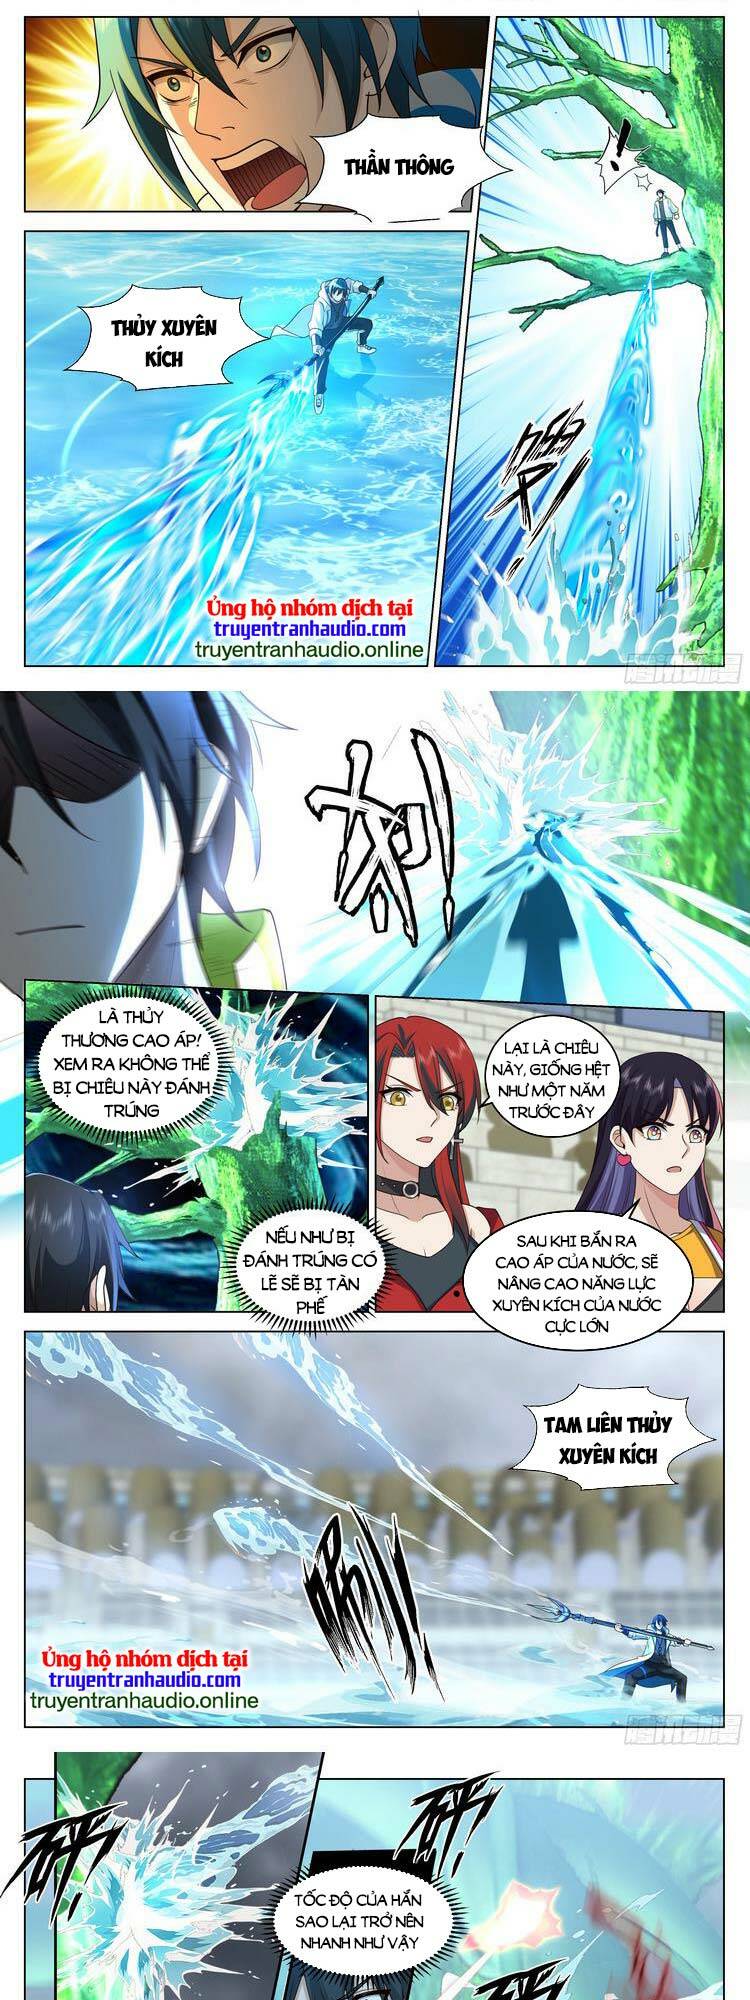 THẦN THÔNG
THỦY XUYÊN
KÍCH
Ủng hộ nhóm dịch tại
truyentranhaudio.com
truyentranhaudio.online
LÀ THỦY
THƯƠNG CAO ÁP!
XEM RA KHÔNG THỂ
BỊ CHIÊU NÀY ĐÁNH
TRÚNG
NẾU NHƯ BỊ
ĐÁNH TRÚNG CÓ
LẼ SẼ BỊ TÀN
PHẾ
LẠI LÀ CHIÊU
NÀY, GIỐNG HỆT
NHƯ MỘT NĂM
TRƯỚC ĐÂY
SAU KHI BẮN RA
CAO ÁP CỦA NƯỚC, SẼ
NÂNG CAO NĂNG LỰC
XUYÊN KÍCH CỦA NƯỚC
CỰC LỚN
TAM LIÊN THỦY
XUYÊN KÍCH
Ủng hộ nhóm dịch tại
truyentranhaudio.com
truyentranhaudio.online
砰
砰
TỐC ĐỘ CỦA HẮN
SAO LẠI TRỞ NÊN
NHANH NHƯ VẬY